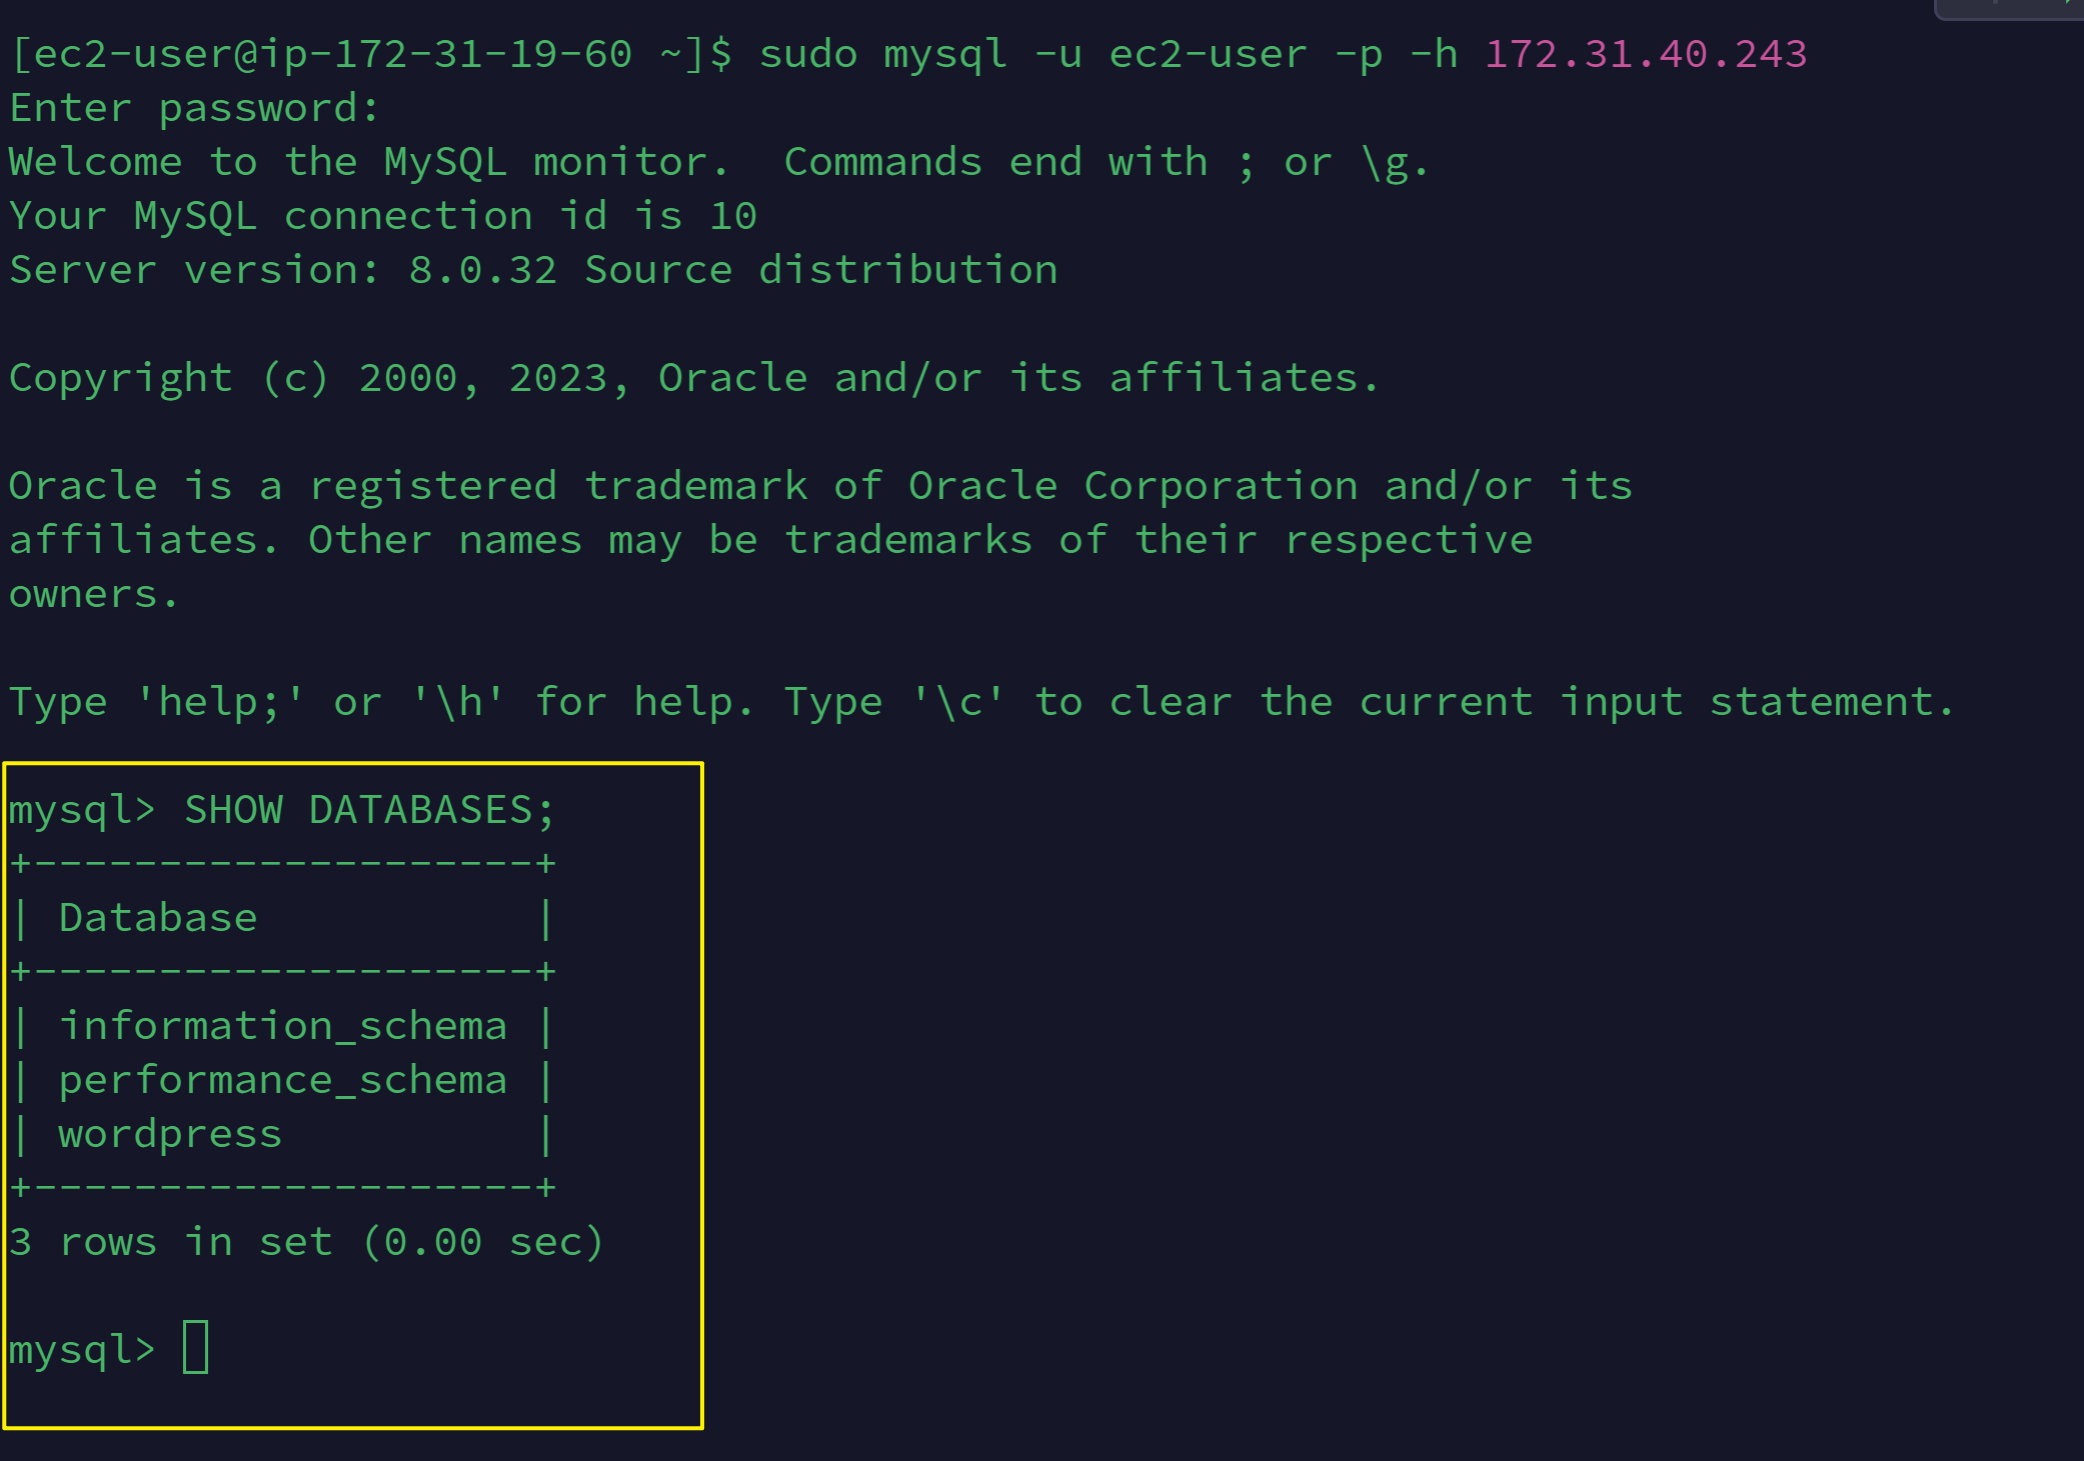 [ec2-user@ip-172-31-19-60 ~]$ sudo mysql -u ec2-user -p -h 172.31.40.243
Enter password:
Welcome to the MySQL monitor.  Commands end with ; or \g.
Your MySQL connection id is 10
Server version: 8.0.32 Source distribution
Copyright (c) 2000, 2023, Oracle and/or its affiliates.
Oracle is a registered trademark of Oracle Corporation and/or its
affiliates. Other names may be trademarks of their respective
owners.
Type 'help;' or '\h' for help. Type '\c' to clear the current input statement.
mysql> SHOW DATABASES;
+--------------------+
| Database           |
+--------------------+
| information_schema |
| performance_schema |
| wordpress          |
+--------------------+
3 rows in set (0.00 sec)
mysql>